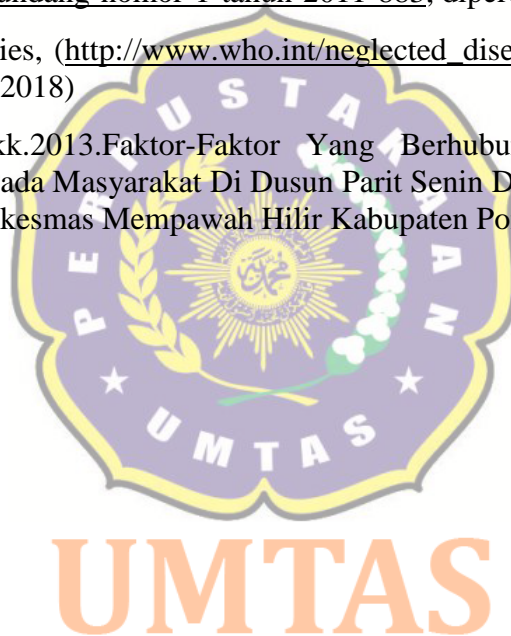 undang nomor 1 tahun 2011 885, diper
ies, (http://www.who.int/neglected_dise
2018)
kk.2013.Faktor-Faktor Yang Berhubu
ada Masyarakat Di Dusun Parit Senin D
kesmas Mempawah Hilir Kabupaten Po
PERPUSTAKAAN
UMTAS
UMTAS